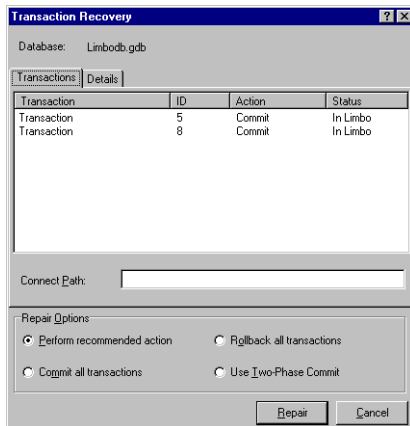 Transaction Recovery
Database: Limbodb.gdb
Transactions Details
Transaction ID Action Status
Transaction 5 Commit In Limbo
Transaction 8 Commit In Limbo
Connect Path:
Repair Options
Perform recommended action Rollback all transactions
Commit all transactions Use Two-Phase Commit
Repair Cancel